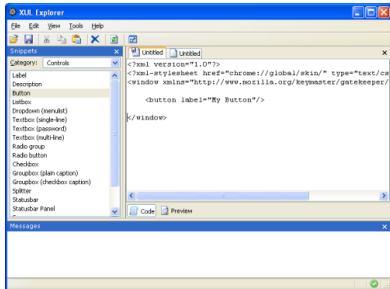 XUL Explorer
File Edit View Tools Help
Snippets
Category: Controls
Label
Description
Button
Listbox
Dropdown (menulist)
Textbox (single-line)
Textbox (password)
Textbox (multi-line)
Radio group
Radio button
Checkbox
Groupbox (plain caption)
Groupbox (checkbox caption)
Splitter
Statusbar
Statusbar Panel
Untitled Untitled
<?xml version="1.0"?>
<?xml-stylesheet href="chrome://global/skin/" type="text/cs
<window xmlns="http://www.mozilla.org/keymaster/gatekeeper/
<button label="My Button"/>
</window>
Code Preview
Messages